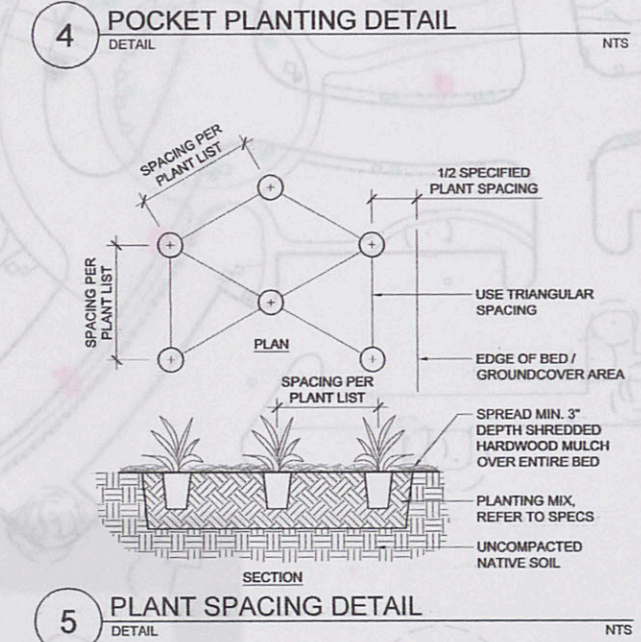 4 POCKET PLANTING DETAIL
DETAIL NTS
SPACING PER
PLANT LIST
1/2 SPECIFIED
PLANT SPACING
SPACING PER
PLANT LIST
USE TRIANGULAR
SPACING
PLAN
EDGE OF BED /
GROUNDCOVER AREA
SPACING PER
PLANT LIST
SPREAD MIN. 3"
DEPTH SHREDDED
HARDWOOD MULCH
OVER ENTIRE BED
PLANTING MIX,
REFER TO SPECS
UNCOMPACTED
NATIVE SOIL
SECTION
5 PLANT SPACING DETAIL
DETAIL NTS